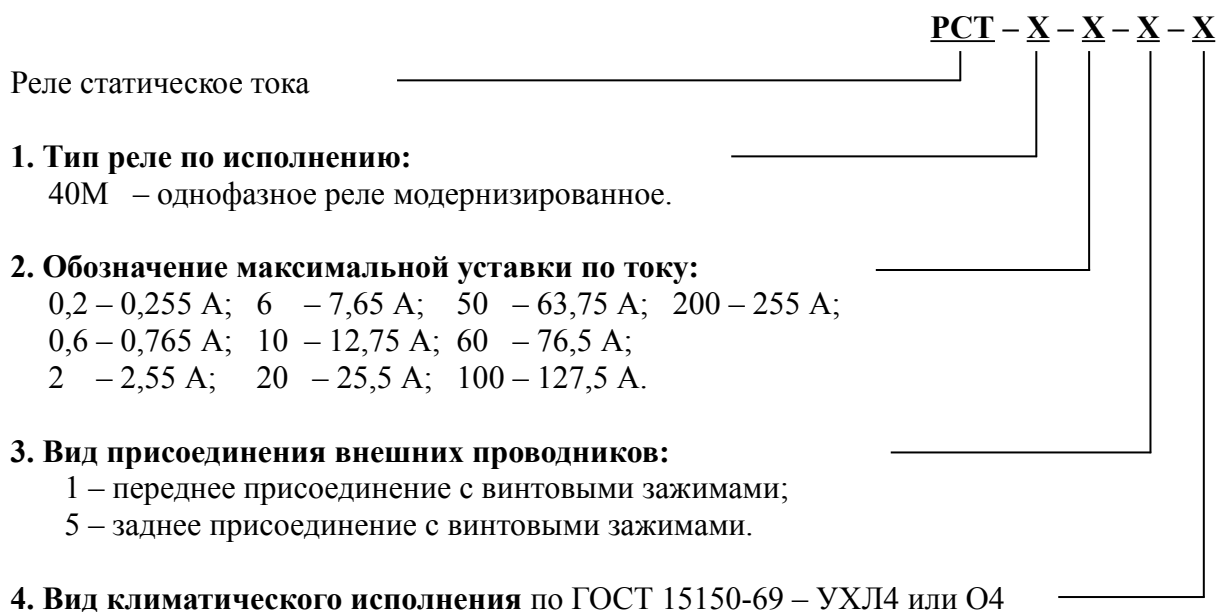 РСТ – Х – Х – Х – Х
Реле статическое тока
1. Тип реле по исполнению:
40М – однофазное реле модернизированное.
2. Обозначение максимальной уставки по току:
0,2 – 0,255 А; 6 – 7,65 А; 50 – 63,75 А; 200 – 255 А;
0,6 – 0,765 А; 10 – 12,75 А; 60 – 76,5 А;
2 – 2,55 А; 20 – 25,5 А; 100 – 127,5 А.
3. Вид присоединения внешних проводников:
1 – переднее присоединение с винтовыми зажимами;
5 – заднее присоединение с винтовыми зажимами.
4. Вид климатического исполнения по ГОСТ 15150-69 – УХЛ4 или О4